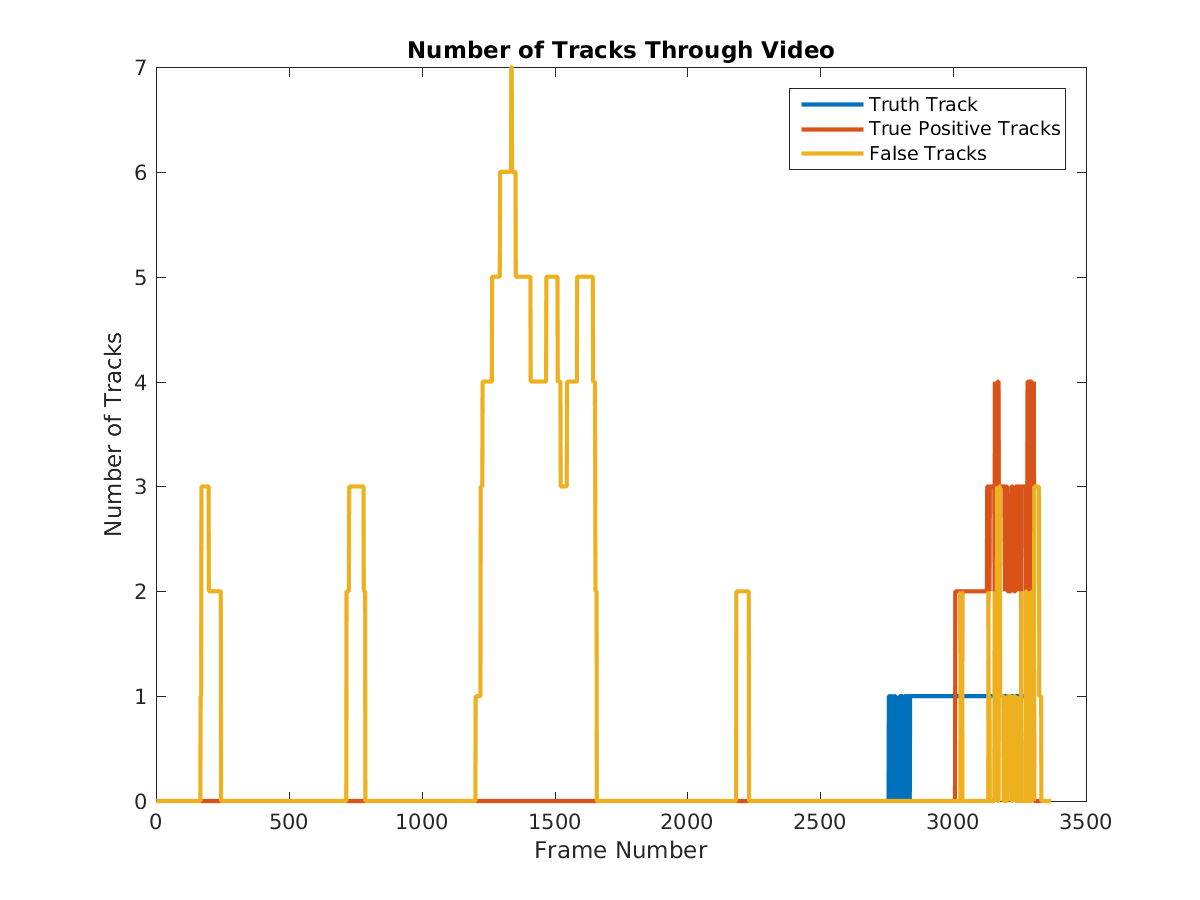 Number of Tracks Through Video
Truth Track
True Positive Tracks
False Tracks
7
6
5
4
3
2
1
0
Number of Tracks
0 500 1000 1500 2000 2500 3000 3500
Frame Number